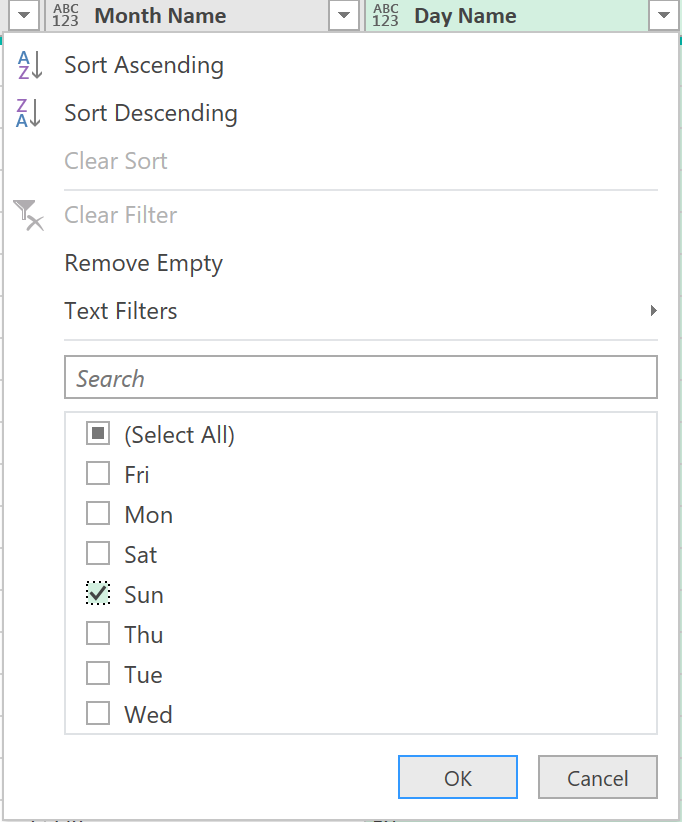 ABC 123 Month Name ABC 123 Day Name
A Z Sort Ascending
Z A Sort Descending
Clear Sort
Clear Filter
Remove Empty
Text Filters
Search
(Select All)
Fri
Mon
Sat
Sun
Thu
Tue
Wed
OK Cancel